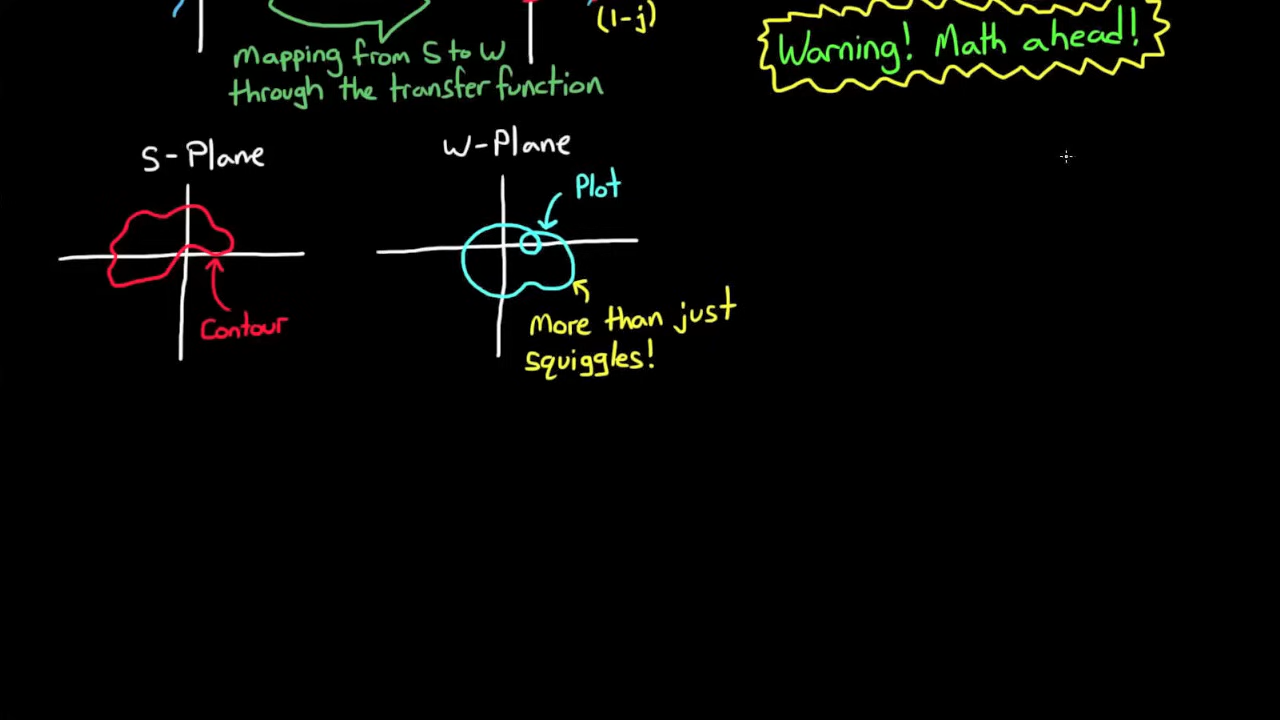 (1-j)
Mapping from S to W
through the transfer function
Warning! Math ahead!
S-Plane
W-Plane
Plot
Contour
More than just
squiggles!